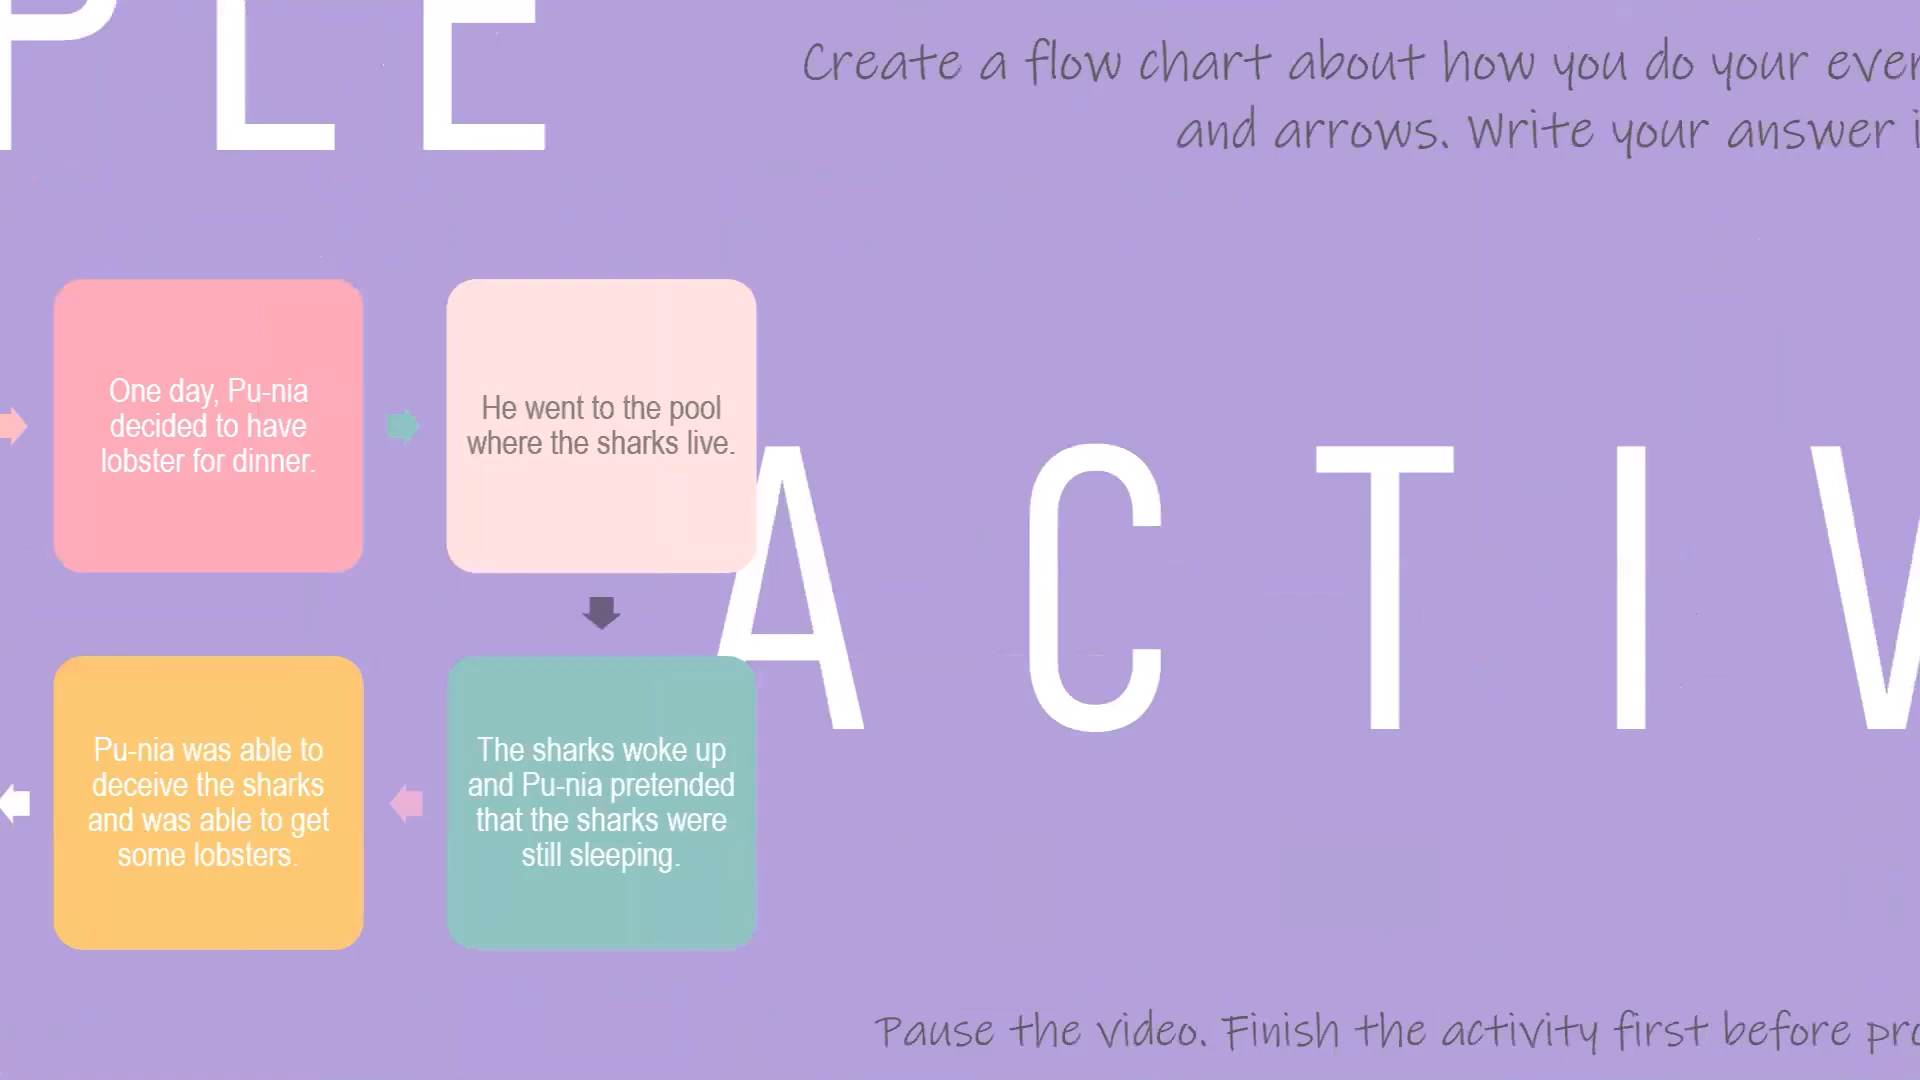 PLE
Create a flow chart about how you do your
and arrows. Write your answer
One day, Pu-nia
decided to have
lobster for dinner.
He went to the pool
where the sharks live.
ACTIV
Pu-nia was able to
deceive the sharks
and was able to get
some lobsters.
The sharks woke up
and Pu-nia pretended
that the sharks were
still sleeping.
Pause the video. Finish the activity first before